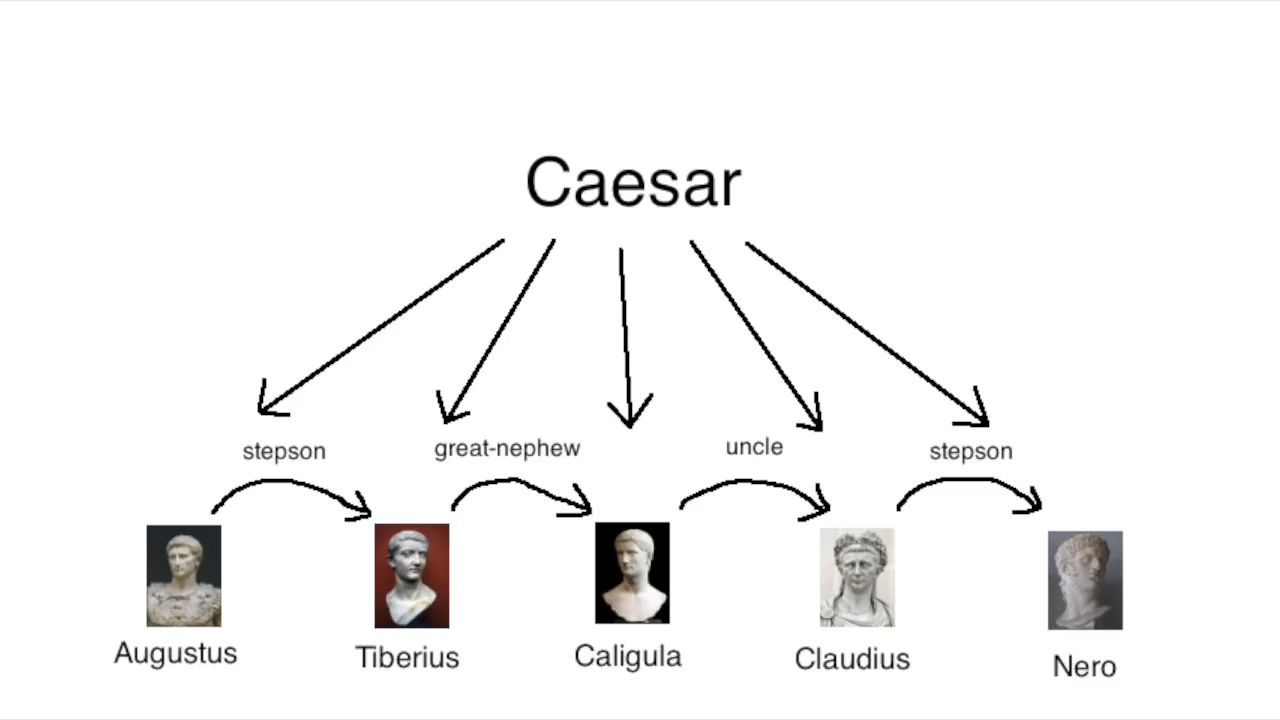 Caesar
stepson
great-nephew
uncle
stepson
Augustus
Tiberius
Caligula
Claudius
Nero